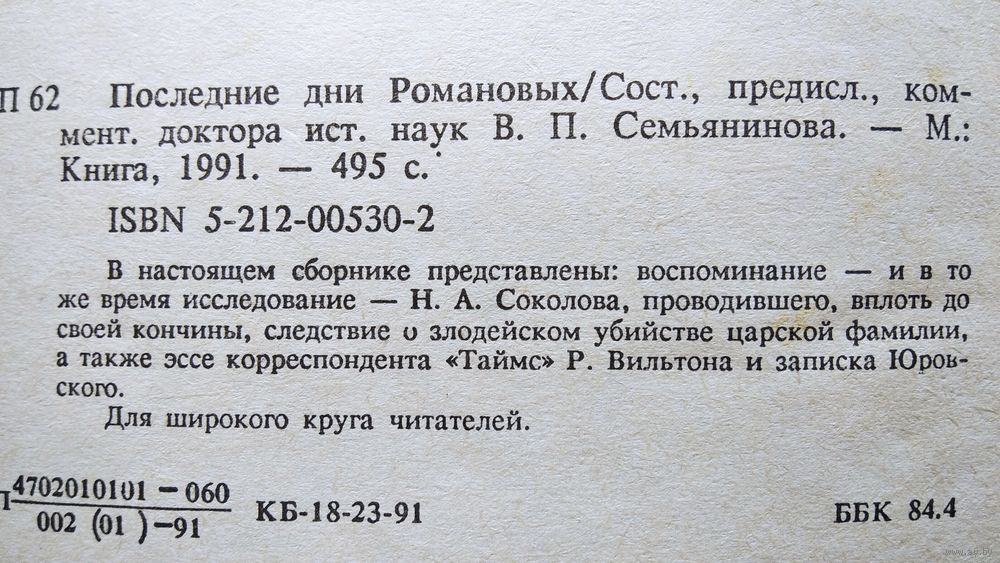 П 62 Последние дни Романовых/Сост., предисл., ком-
мент. доктора ист. наук В. П. Семьянинова. — М.:
Книга, 1991. — 495 с.
ISBN 5-212-00530-2
В настоящем сборнике представлены: воспоминание — и в то
же время исследование — Н. А. Соколова, проводившего, вплоть до
своей кончины, следствие о злодейском убийстве царской фамилии,
а также эссе корреспондента «Таймс» Р. Вильтона и записка Юров-
ского.
Для широкого круга читателей.
П 4702010101 — 060
002 (01) —91
КБ-18-23-91
ББК 84.4
www.ay.by